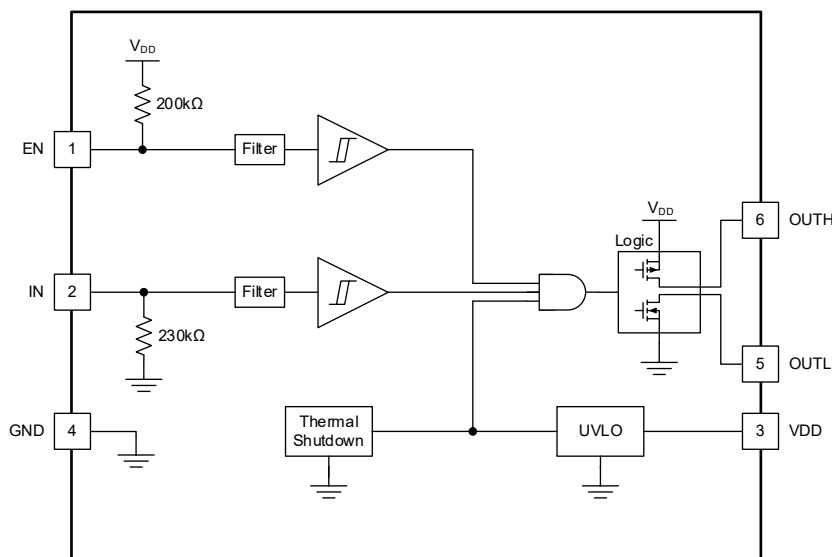 V_DD
200kΩ
EN
1
Filter
V_DD
6
OUTH
Logic
IN
2
Filter
230kΩ
5
OUTL
GND
4
Thermal
Shutdown
UVLO
3
VDD